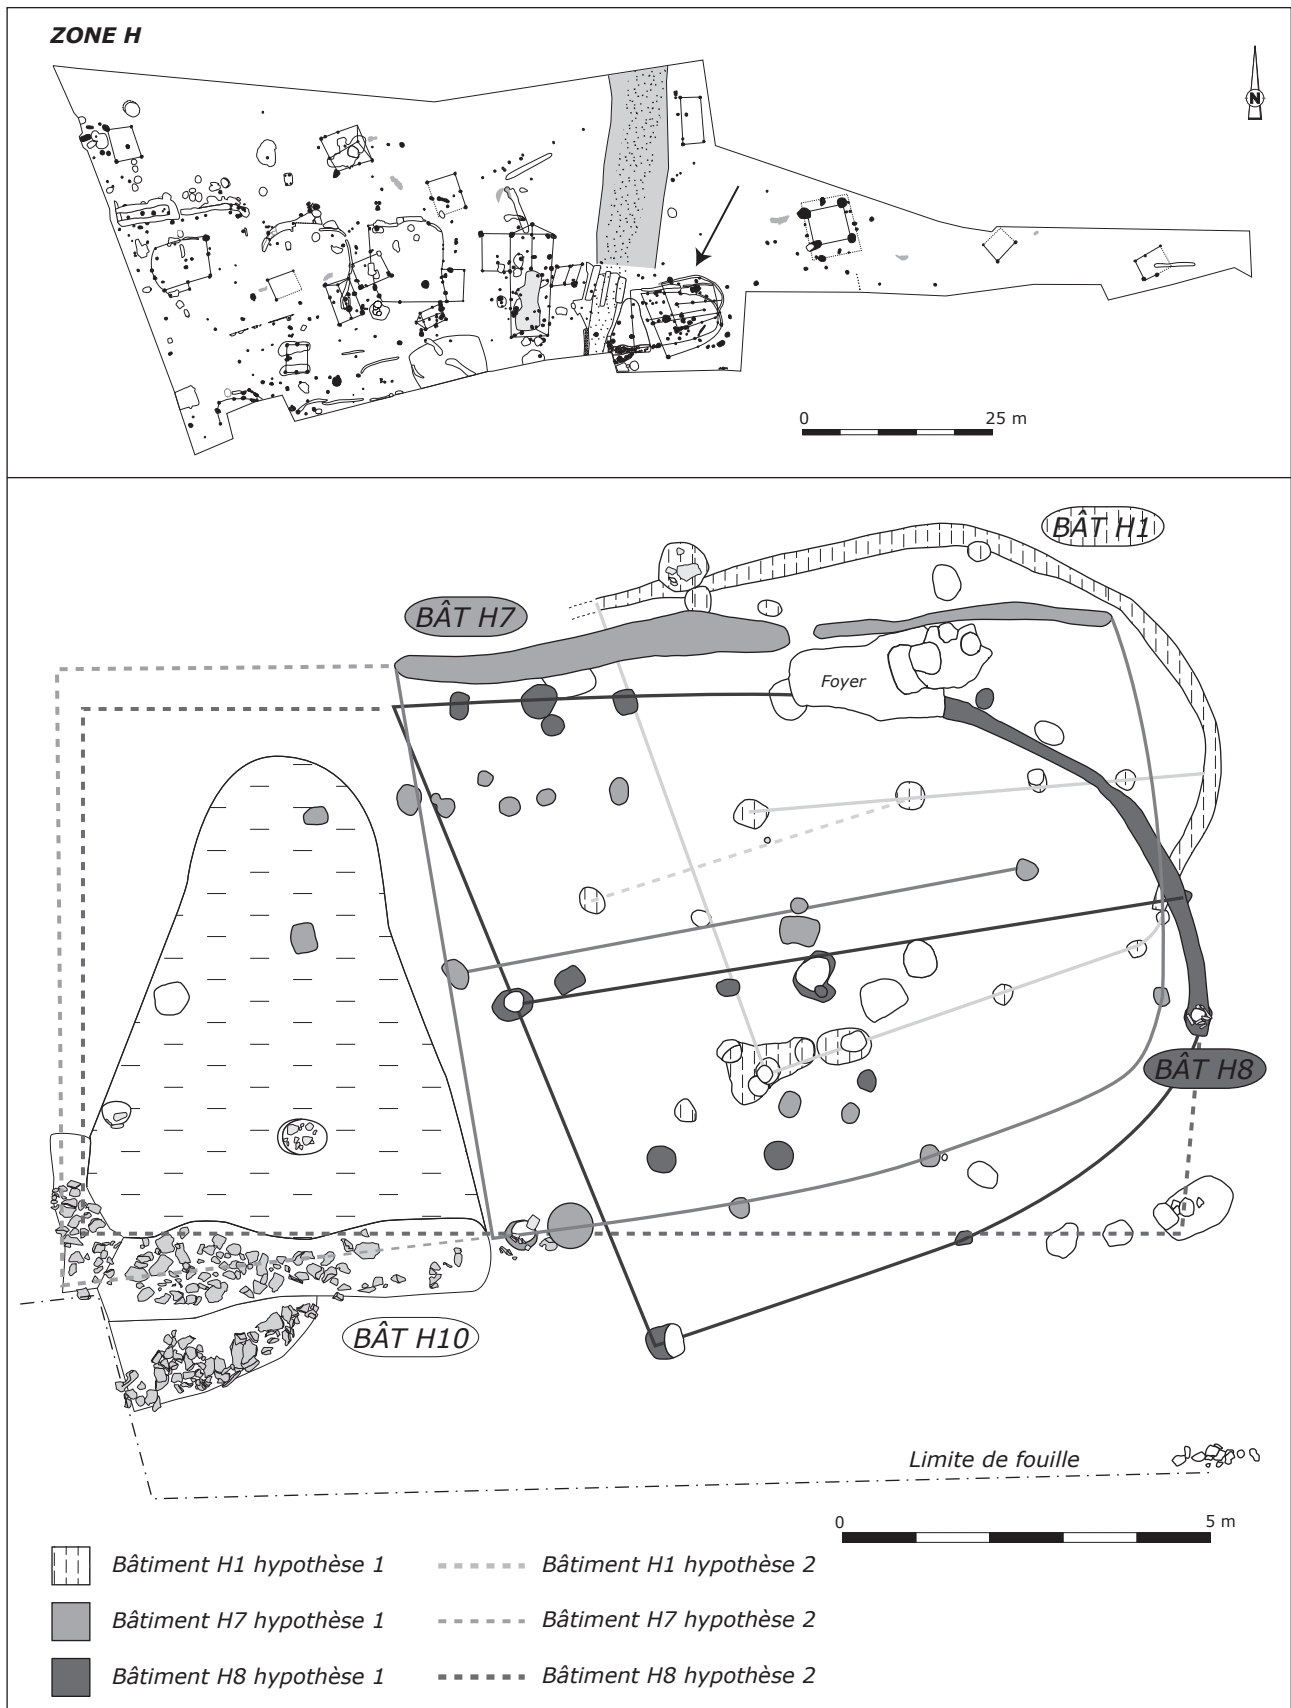 ZONE H
N
0 25 m
BÂT H1
BÂT H7
Foyer
BÂT H8
BÂT H10
Limite de fouille
0 5 m
Bâtiment H1 hypothèse 1
Bâtiment H1 hypothèse 2
Bâtiment H7 hypothèse 1
Bâtiment H7 hypothèse 2
Bâtiment H8 hypothèse 1
Bâtiment H8 hypothèse 2